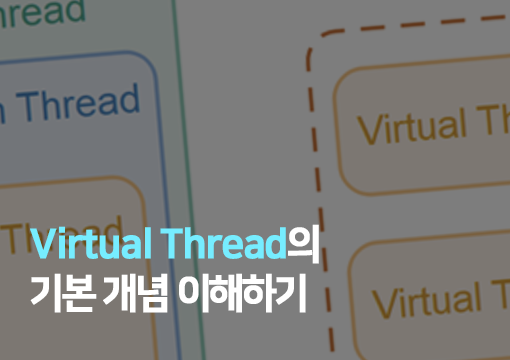 hread
n Thread
Thread
Virtual Th
Virtual T
Virtual Thread의
기본 개념 이해하기